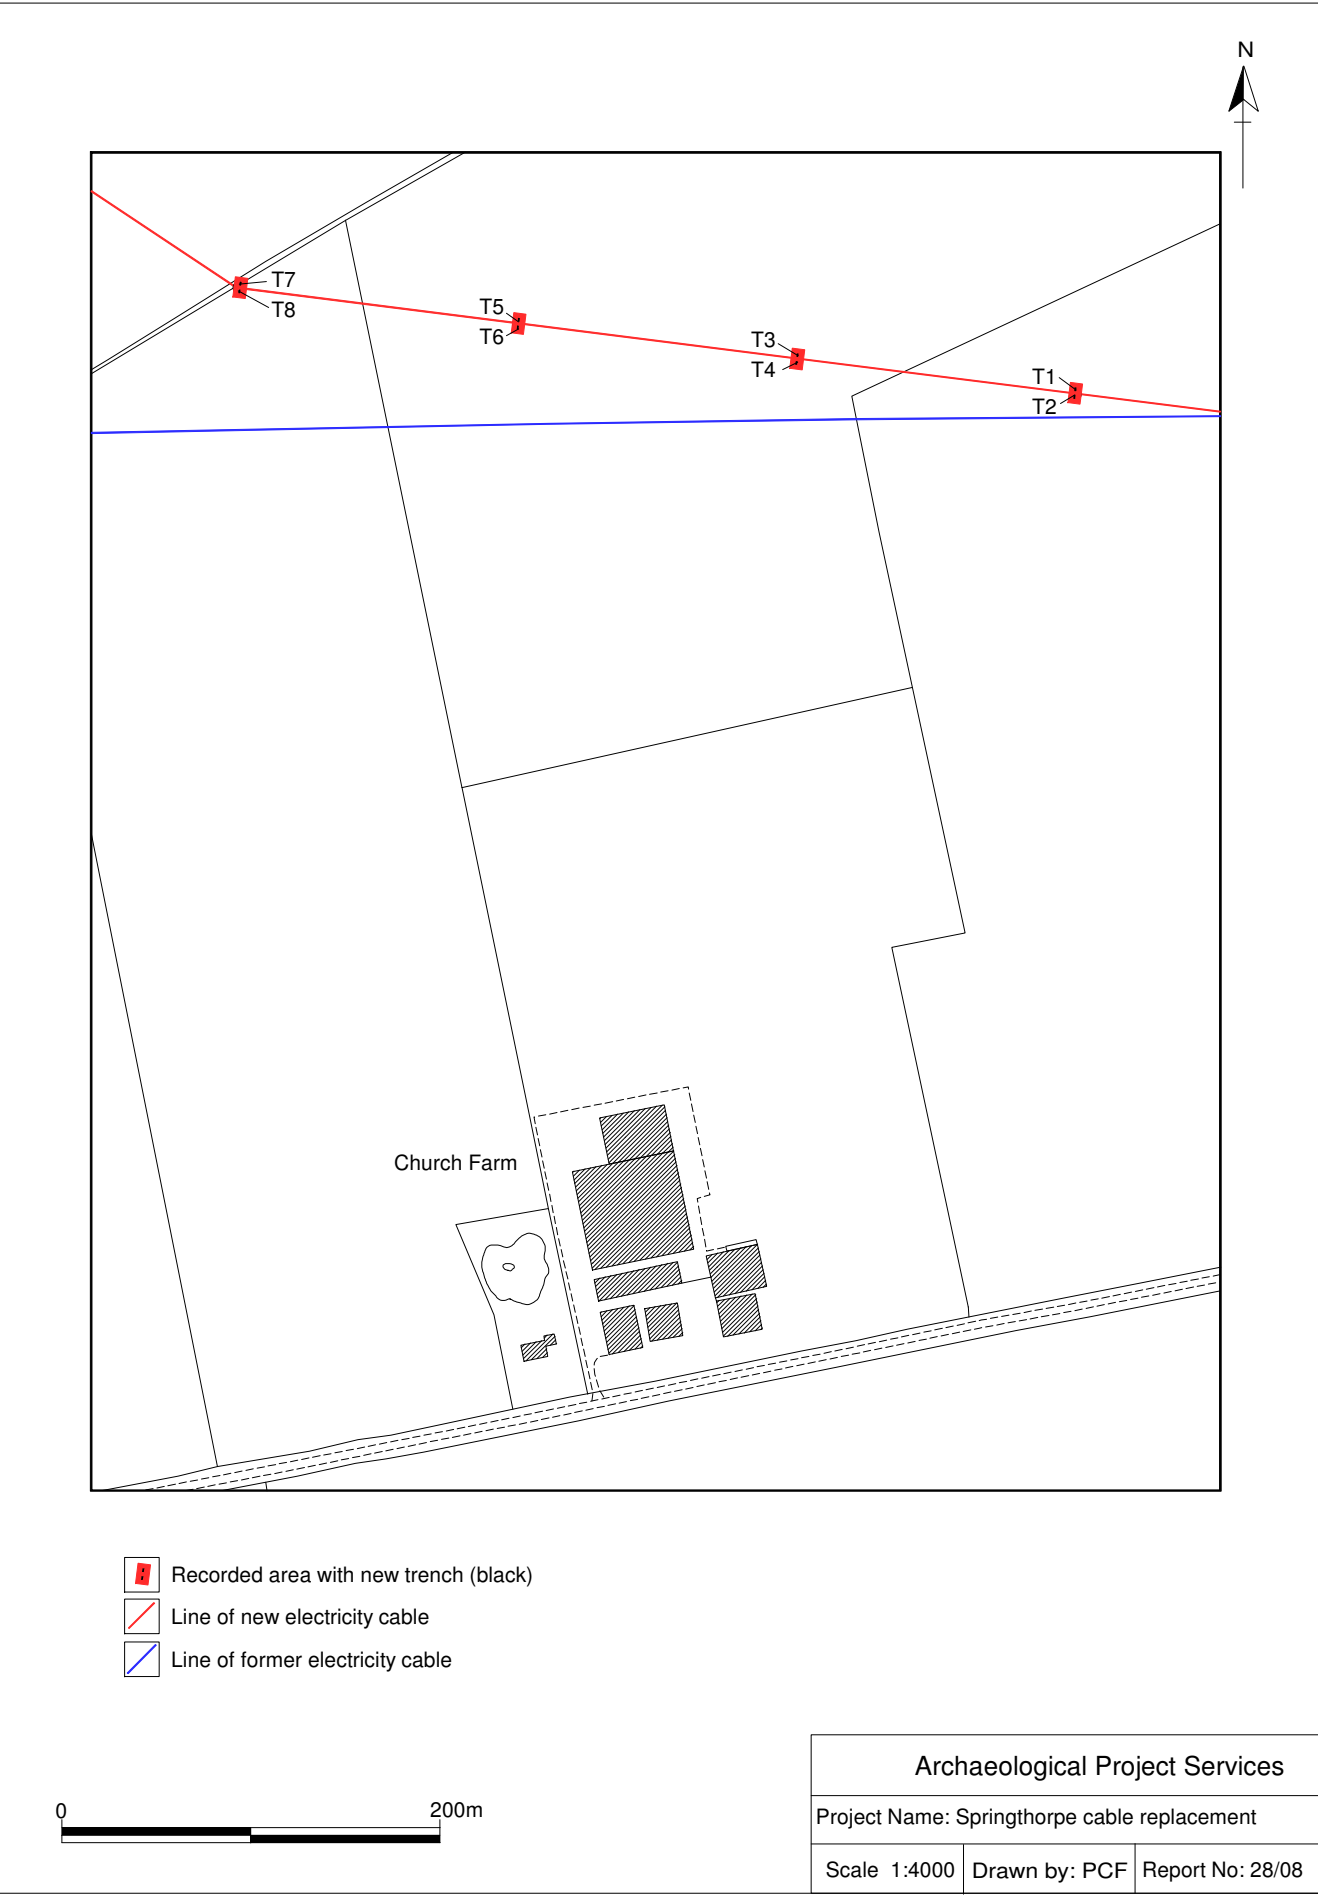 N
T7
T8
T5
T6
T3
T4
T1
T2
Church Farm
Recorded area with new trench (black)
Line of new electricity cable
Line of former electricity cable
0 200m
Archaeological Project Services
Project Name: Springthorpe cable replacement
Scale 1:4000 Drawn by: PCF Report No: 28/08